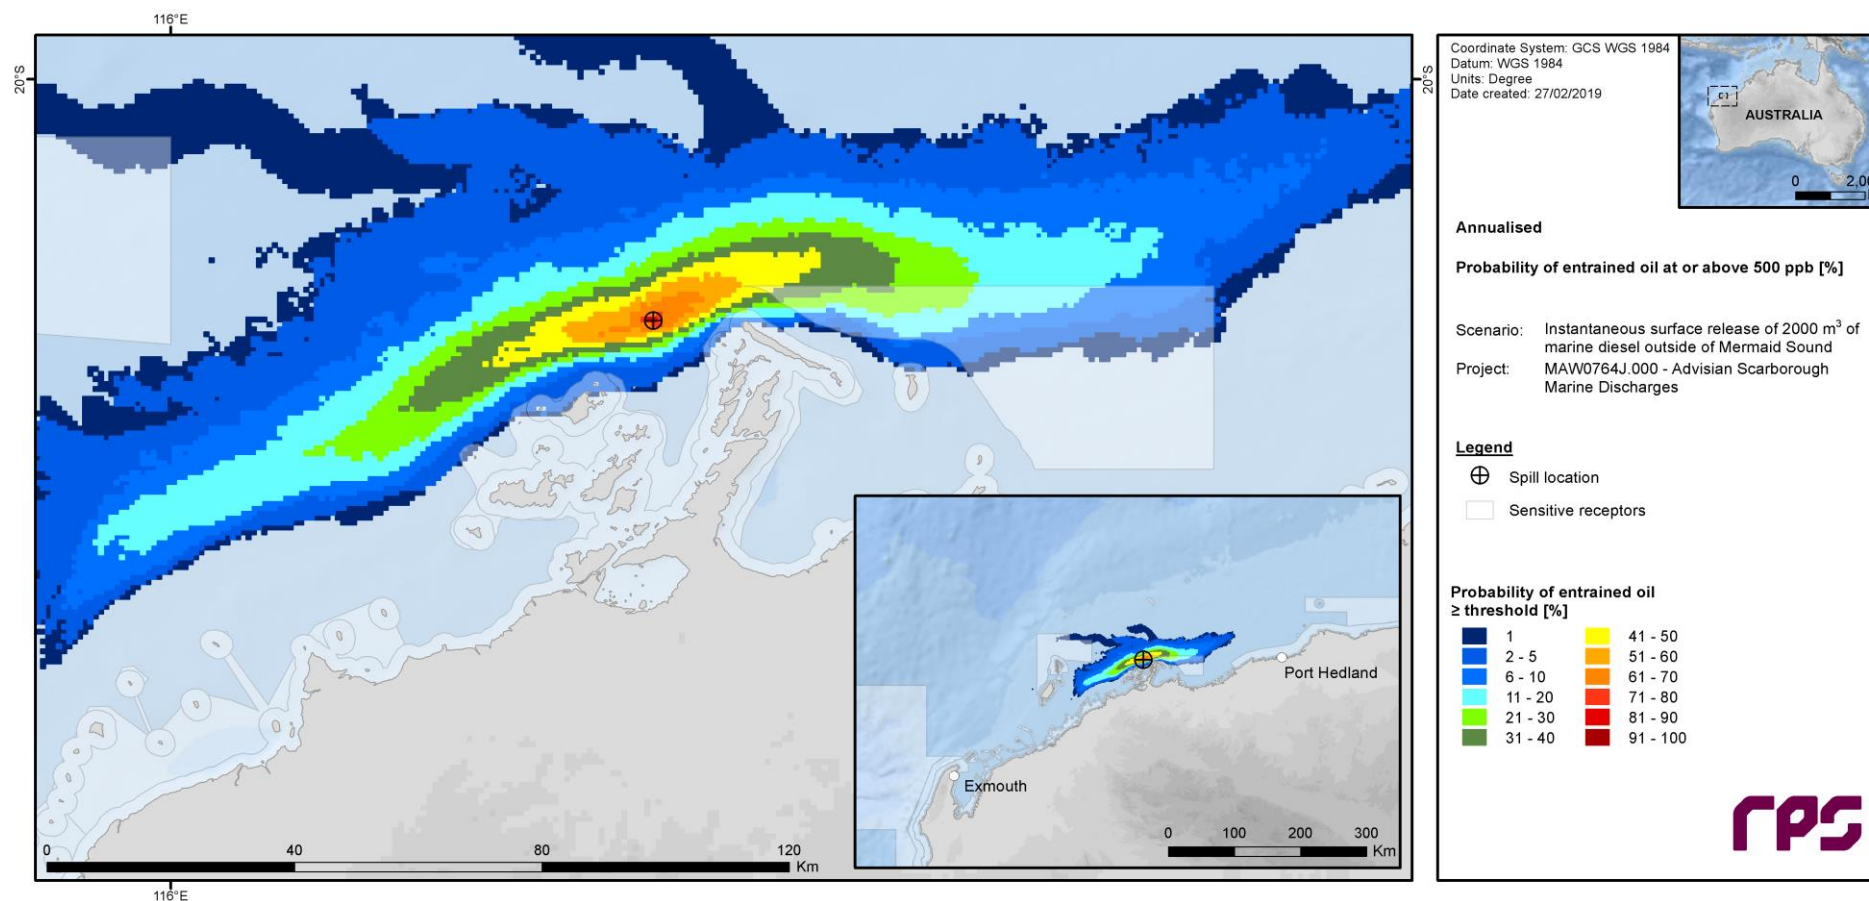 116°E
20°S
20°S
116°E
0 40 80 120
Km
Port Hedland
Exmouth
0 100 200 300
Km
Coordinate System: GCS WGS 1984
Datum: WGS 1984
Units: Degree
Date created: 27/02/2019
AUSTRALIA
0
Annualised
Probability of entrained oil at or above 500 ppb [%]
Scenario: Instantaneous surface release of 2000 m³ of
marine diesel outside of Mermaid Sound
Project: MAW0764J.000 - Advisian Scarborough
Marine Discharges
Legend
Spill location
Sensitive receptors
Probability of entrained oil
≥ threshold [%]
1
2 - 5
6 - 10
11 - 20
21 - 30
31 - 40
41 - 50
51 - 60
61 - 70
71 - 80
81 - 90
91 - 100
rps